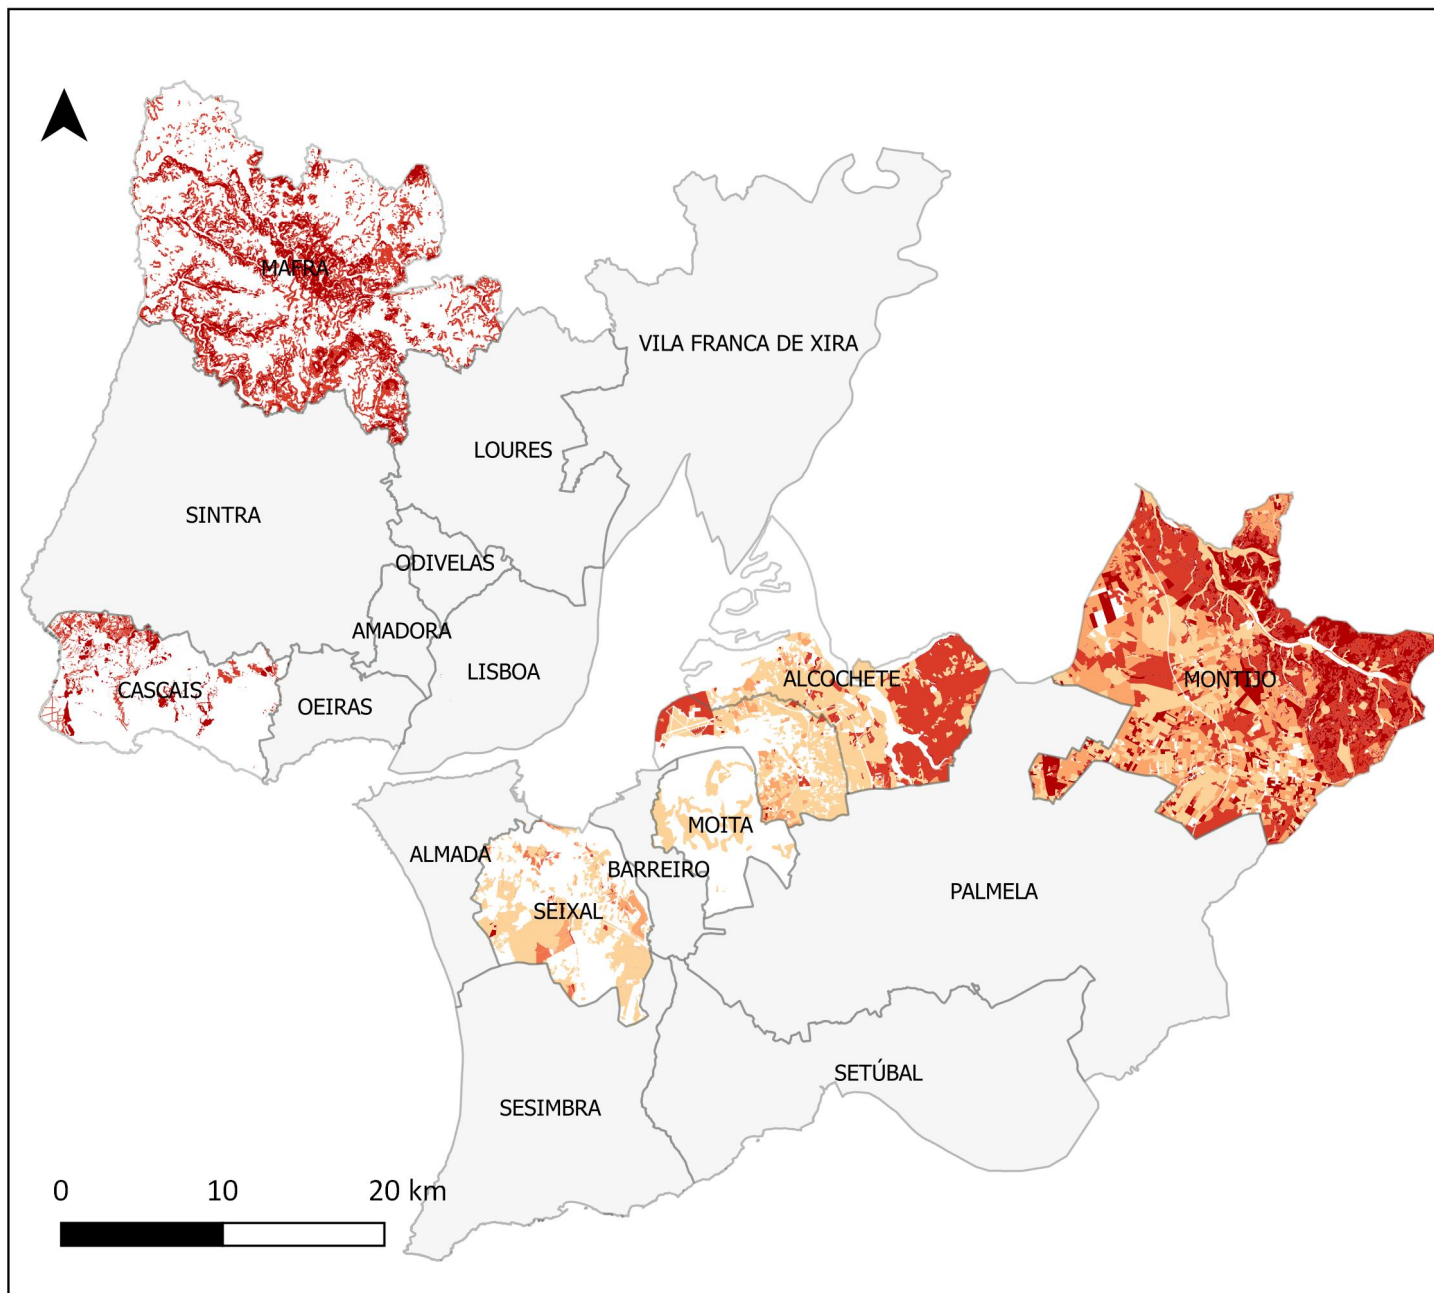 MAFRA
VILA FRANCA DE XIRA
LOURES
SINTRA
ODIVELAS
AMADORA
LISBOA
CASCAIS
OEIRAS
ALCOCHETE
MONTIJO
MOITA
ALMADA
BARREIRO
SEIXAL
PALMELA
SETÚBAL
SESIMBRA
0 10 20 km